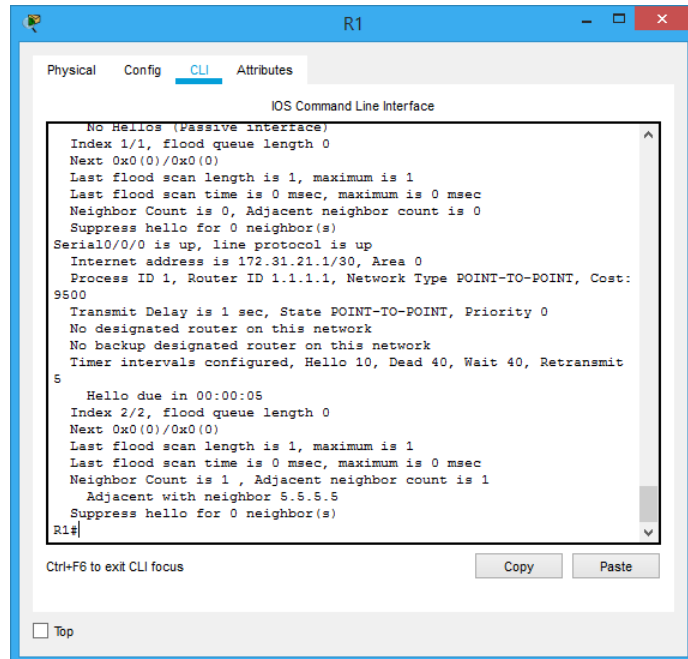 R1
Physical Config CLI Attributes
IOS Command Line Interface
No Hellos (Passive interface)
Index 1/1, flood queue length 0
Next 0x0(0)/0x0(0)
Last flood scan length is 1, maximum is 1
Last flood scan time is 0 msec, maximum is 0 msec
Neighbor Count is 0, Adjacent neighbor count is 0
Suppress hello for 0 neighbor(s)
Serial0/0/0 is up, line protocol is up
Internet address is 172.31.21.1/30, Area 0
Process ID 1, Router ID 1.1.1.1, Network Type POINT-TO-POINT, Cost:
9500
Transmit Delay is 1 sec, State POINT-TO-POINT, Priority 0
No designated router on this network
No backup designated router on this network
Timer intervals configured, Hello 10, Dead 40, Wait 40, Retransmit
5
Hello due in 00:00:05
Index 2/2, flood queue length 0
Next 0x0(0)/0x0(0)
Last flood scan length is 1, maximum is 1
Last flood scan time is 0 msec, maximum is 0 msec
Neighbor Count is 1 , Adjacent neighbor count is 1
Adjacent with neighbor 5.5.5.5
Suppress hello for 0 neighbor(s)
R1#
Ctrl+F6 to exit CLI focus
Copy
Paste
Top